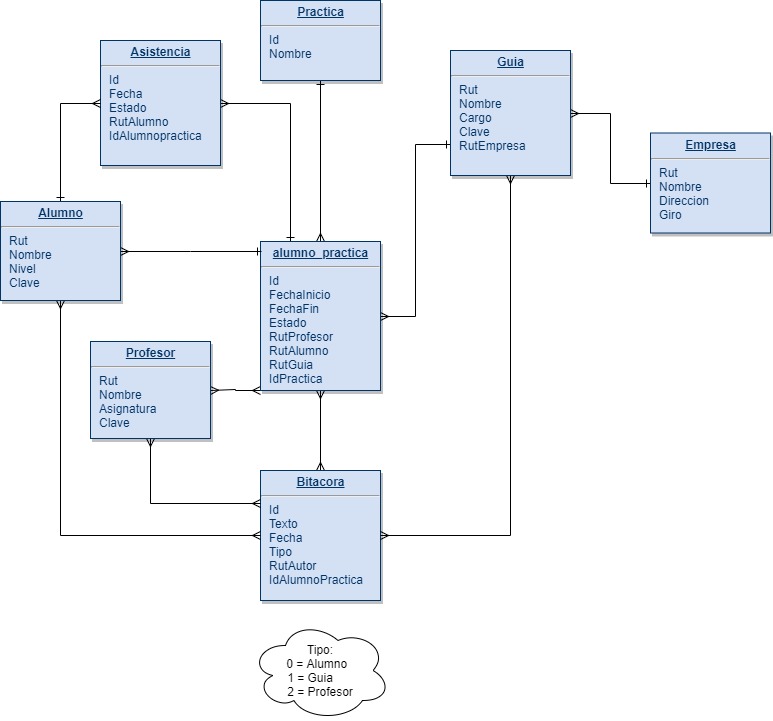 Practica
Id
Nombre
Asistencia
Id
Fecha
Estado
RutAlumno
IdAlumnopractica
Guia
Rut
Nombre
Cargo
Clave
RutEmpresa
Empresa
Rut
Nombre
Direccion
Giro
Alumno
Rut
Nombre
Nivel
Clave
alumno_practica
Id
FechaInicio
FechaFin
Estado
RutProfesor
RutAlumno
RutGuia
IdPractica
Profesor
Rut
Nombre
Asignatura
Clave
Bitacora
Id
Texto
Fecha
Tipo
RutAutor
IdAlumnoPractica
Tipo:
0 = Alumno
1 = Guia
2 = Profesor